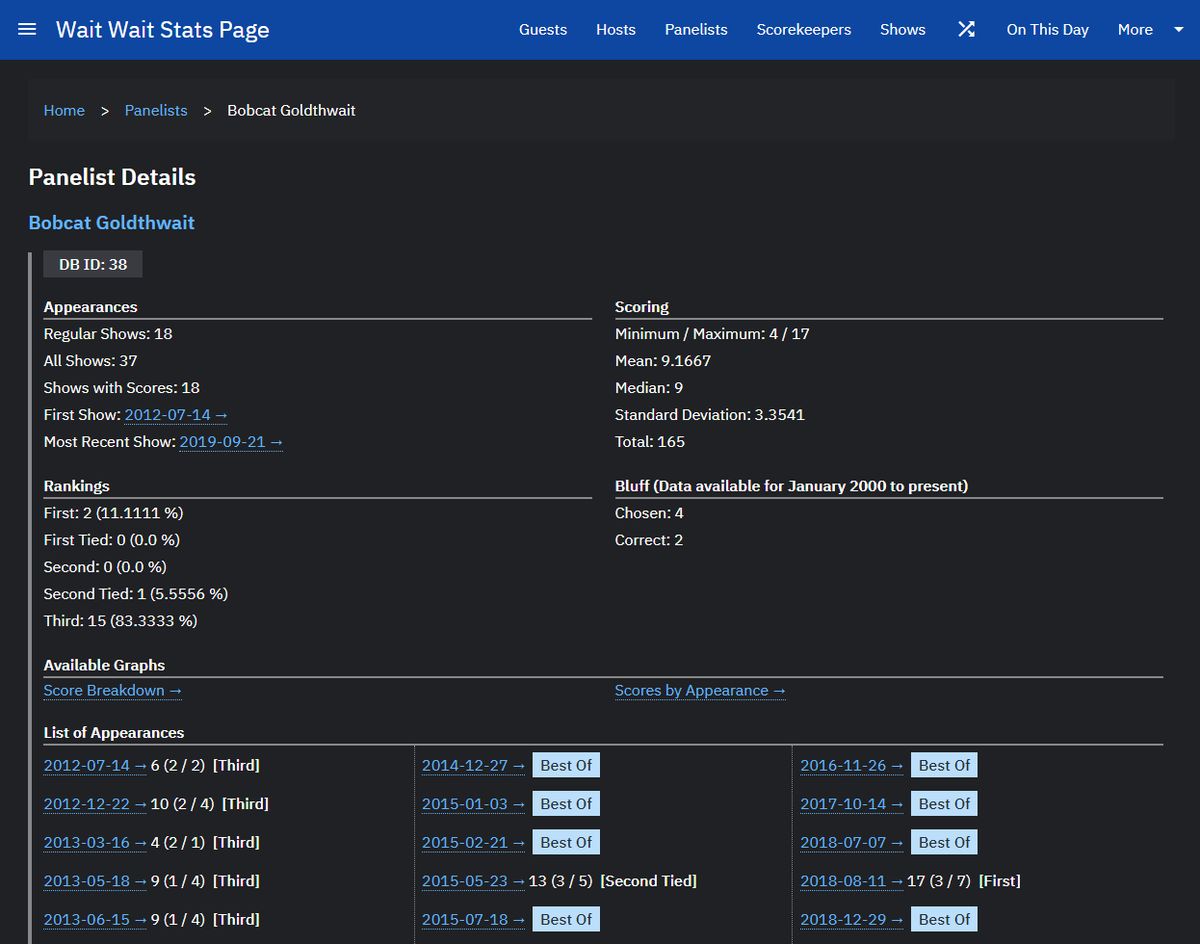 Wait Wait Stats Page
Guests Hosts Panelists Scorekeepers Shows On This Day More
Home > Panelists > Bobcat Goldthwait
Panelist Details
Bobcat Goldthwait
DB ID: 38
Appearances
Regular Shows: 18
All Shows: 37
Shows with Scores: 18
First Show: 2012-07-14 →
Most Recent Show: 2019-09-21 →
Scoring
Minimum / Maximum: 4 / 17
Mean: 9.1667
Median: 9
Standard Deviation: 3.3541
Total: 165
Rankings
First: 2 (11.1111 %)
First Tied: 0 (0.0 %)
Second: 0 (0.0 %)
Second Tied: 1 (5.5556 %)
Third: 15 (83.3333 %)
Bluff (Data available for January 2000 to present)
Chosen: 4
Correct: 2
Available Graphs
Score Breakdown →
Scores by Appearance →
List of Appearances
2012-07-14 → 6 (2 / 2) [Third]
2012-12-22 → 10 (2 / 4) [Third]
2013-03-16 → 4 (2 / 1) [Third]
2013-05-18 → 9 (1 / 4) [Third]
2013-06-15 → 9 (1 / 4) [Third]
2014-12-27 → Best Of
2015-01-03 → Best Of
2015-02-21 → Best Of
2015-05-23 → 13 (3 / 5) [Second Tied]
2015-07-18 → Best Of
2016-11-26 → Best Of
2017-10-14 → Best Of
2018-07-07 → Best Of
2018-08-11 → 17 (3 / 7) [First]
2018-12-29 → Best Of